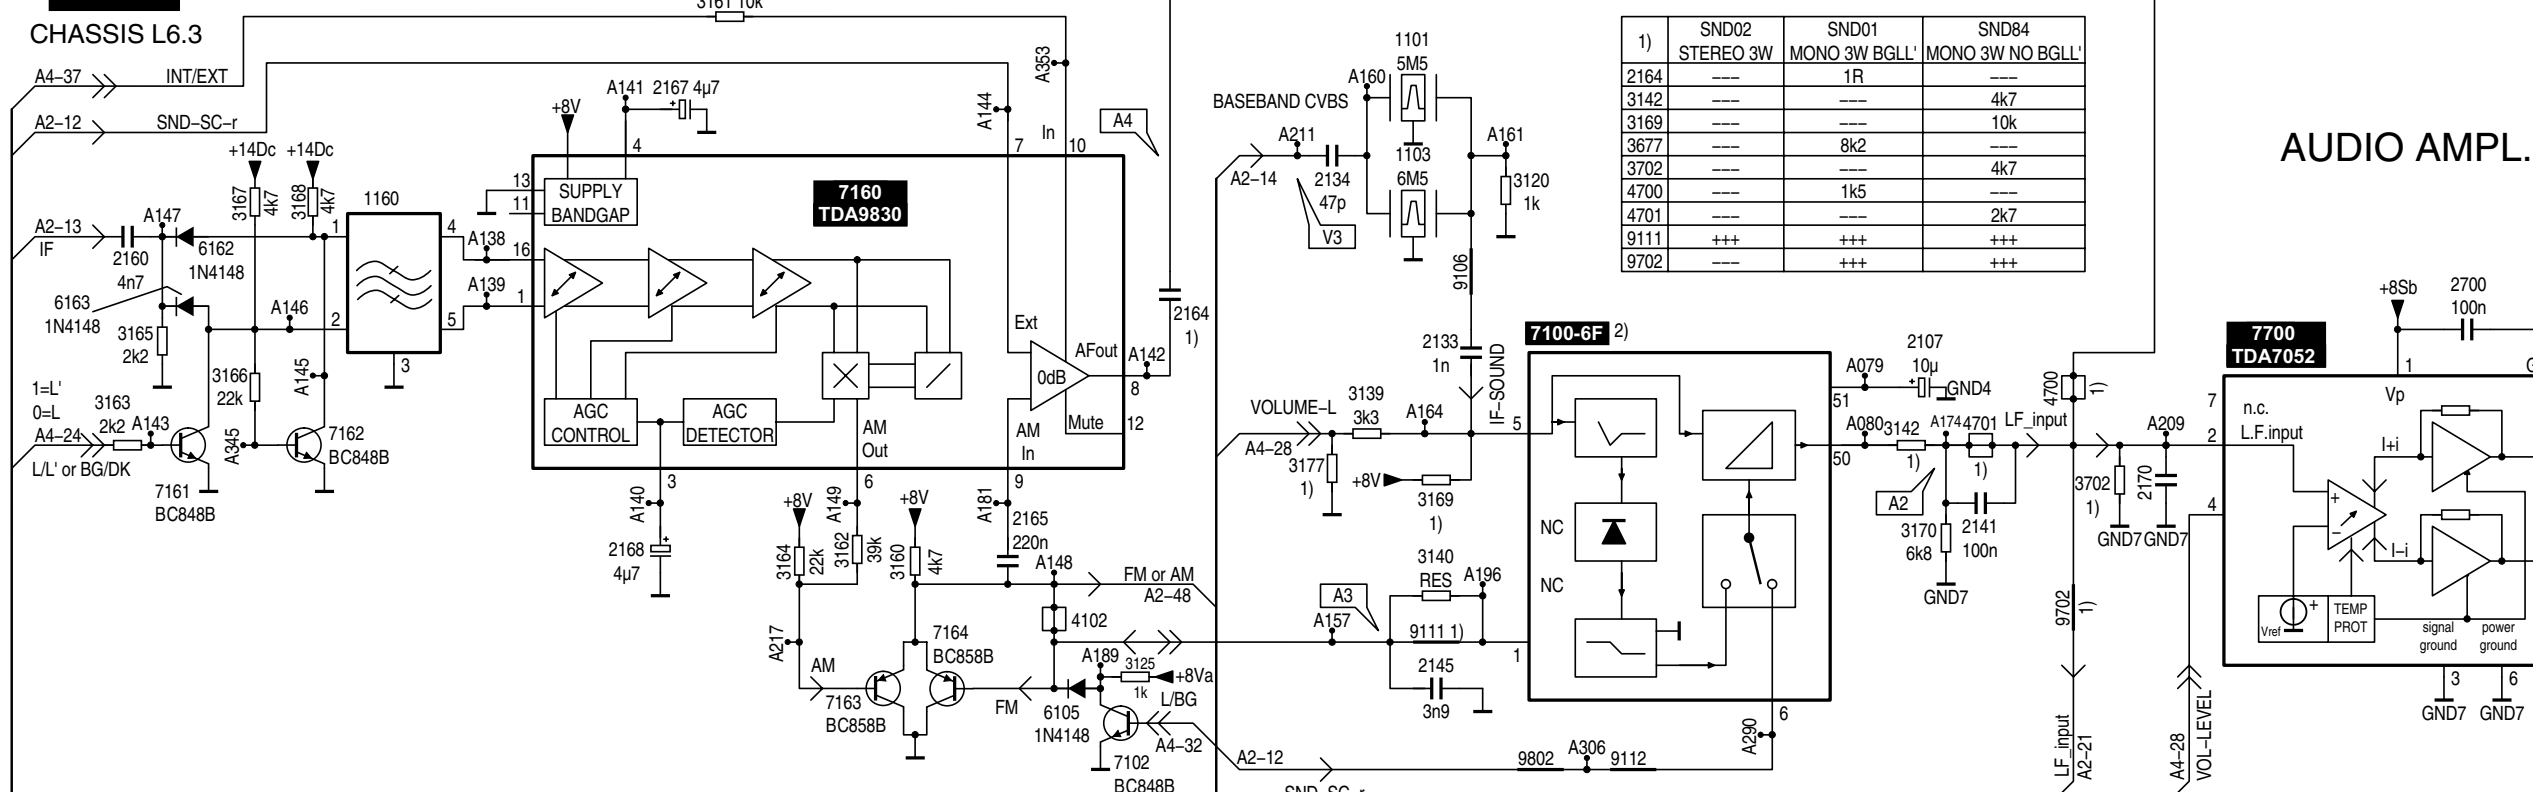 CHASSIS L6.3
3161 10k
A4-37 INT/EXT
A2-12 SND-SC-r
+14Dc +14Dc
3167 4k7
3168 4k7
A2-13
IF
A147
6162
1N4148
2160
4n7
6163
1N4148
3165
2k2
A146
3166
22k
A145
1=L'
0=L
A4-24
L/L' or BG/DK
3163
2k2
A143
A345
7161
BC848B
7162
BC848B
1160
1
2
3
4
5
A138
A139
16
1
+8V
A141 2167 4µ7
+
4
13
11
SUPPLY
BANDGAP
7160
TDA9830
A144
7
In
10
A353
A4
Ext
AFout
0dB
Mute
A142
8
12
2164
1)
AGC
CONTROL
AGC
DETECTOR
AM
Out
AM
In
3
6
9
A140
2168
4µ7
+
+8V
3164
22k
A149
3162
39k
+8V
3160
4k7
A181
2165
220n
A148
FM or AM
A2-48
4102
A217
AM
7163
BC858B
7164
BC858B
FM
A189
3125
1k
+8Va
L/BG
6105
1N4148
A4-32
7102
BC848B
BASEBAND CVBS
A211
A2-14
2134
47p
V3
A160
1101
5M5
1103
6M5
A161
3120
1k
9106
2133
1n
IF-SOUND
VOLUME-L
A4-28
3139
3k3
A164
3177
1)
+8V
3169
1)
5
3140
RES
A196
A3
A157
9111 1)
2145
3n9
1
A2-12
SND-SC-r
9802
A306
9112
A290
6
1) SND02 SND01 SND84
STEREO 3W MONO 3W BGLL' MONO 3W NO BGLL'
2164 --- 1R ---
3142 --- --- 4k7
3169 --- --- 10k
3677 --- 8k2 ---
3702 --- --- 4k7
4700 --- 1k5 ---
4701 --- --- 2k7
9111 +++ +++ +++
9702 --- +++ +++
7100-6F 2)
NC
NC
A079
51
2107
10µ
+
GND4
A080
50
3142
1)
A174
4701
1)
LF_input
A2
3170
6k8
2141
100n
GND7
4700
1)
3702
1)
2170
A209
GND7 GND7
9702
1)
LF_input
A2-21
A4-28
VOL-LEVEL
AUDIO AMPL.
+8Sb
2700
100n
7700
TDA7052
1
Vp
7
n.c.
2
L.F.input
4
I+i
I-i
+
-
Vref
+
TEMP
PROT
signal
ground
power
ground
3
6
GND7
GND7